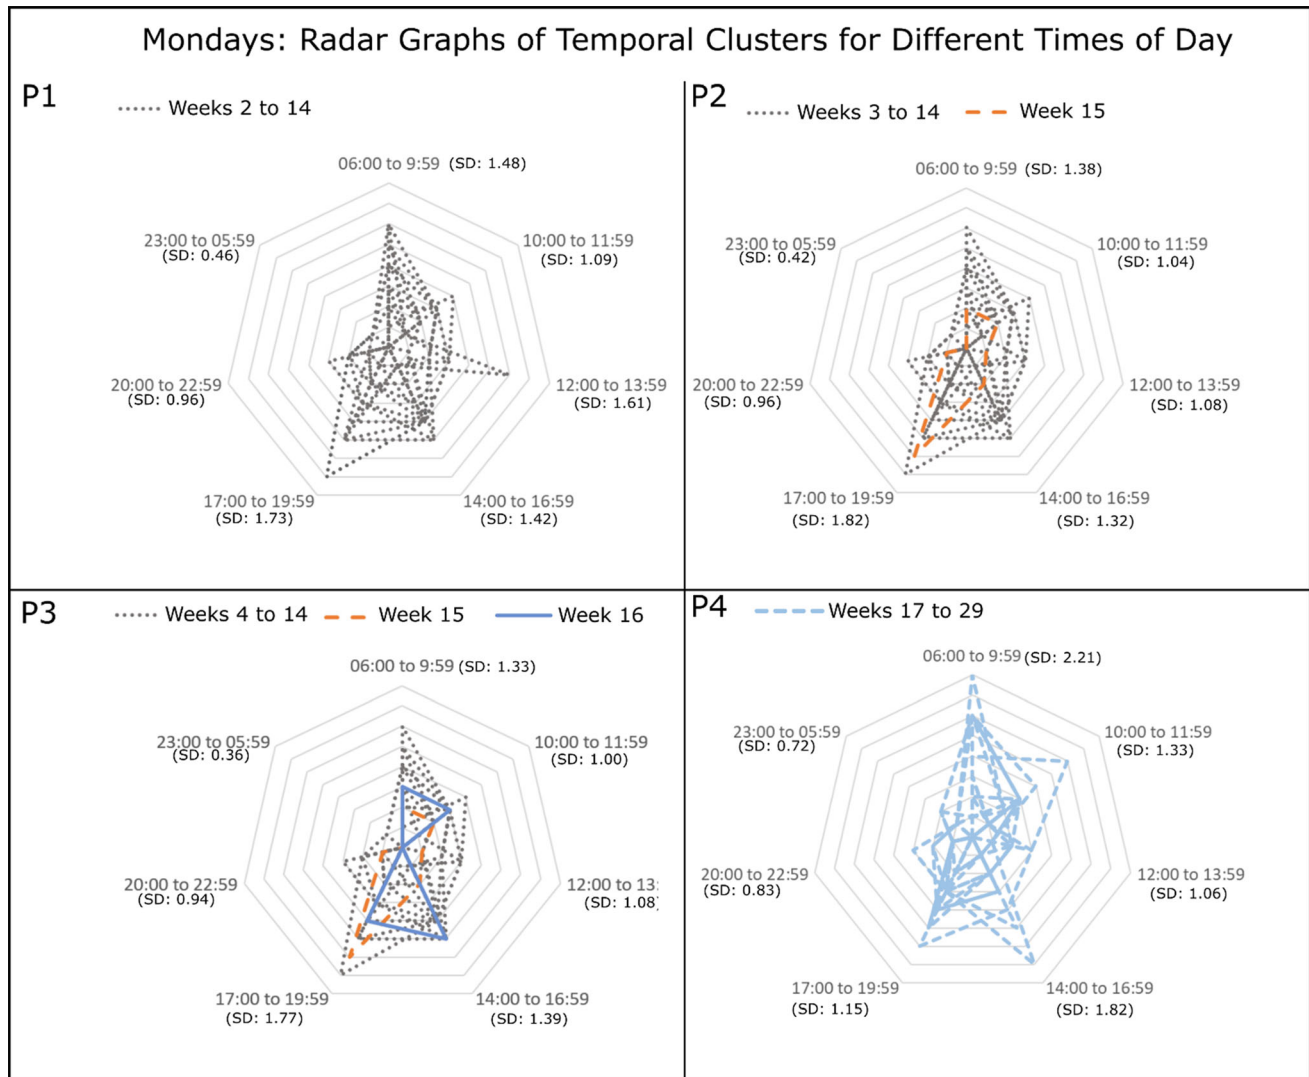 Mondays: Radar Graphs of Temporal Clusters for Different Times of Day
P1
Weeks 2 to 14
06:00 to 9:59 (SD: 1.48)
10:00 to 11:59
(SD: 1.09)
12:00 to 13:59
(SD: 1.61)
14:00 to 16:59
(SD: 1.42)
17:00 to 19:59
(SD: 1.73)
20:00 to 22:59
(SD: 0.96)
23:00 to 05:59
(SD: 0.46)
P2
Weeks 3 to 14 Week 15
06:00 to 9:59 (SD: 1.38)
10:00 to 11:59
(SD: 1.04)
12:00 to 13:59
(SD: 1.08)
14:00 to 16:59
(SD: 1.32)
17:00 to 19:59
(SD: 1.82)
20:00 to 22:59
(SD: 0.96)
23:00 to 05:59
(SD: 0.42)
P3
Weeks 4 to 14 Week 15 Week 16
06:00 to 9:59 (SD: 1.33)
10:00 to 11:59
(SD: 1.00)
12:00 to 13:
(SD: 1.08)
14:00 to 16:59
(SD: 1.39)
17:00 to 19:59
(SD: 1.77)
20:00 to 22:59
(SD: 0.94)
23:00 to 05:59
(SD: 0.36)
P4
Weeks 17 to 29
06:00 to 9:59 (SD: 2.21)
10:00 to 11:59
(SD: 1.33)
12:00 to 13:59
(SD: 1.06)
14:00 to 16:59
(SD: 1.82)
17:00 to 19:59
(SD: 1.15)
20:00 to 22:59
(SD: 0.83)
23:00 to 05:59
(SD: 0.72)